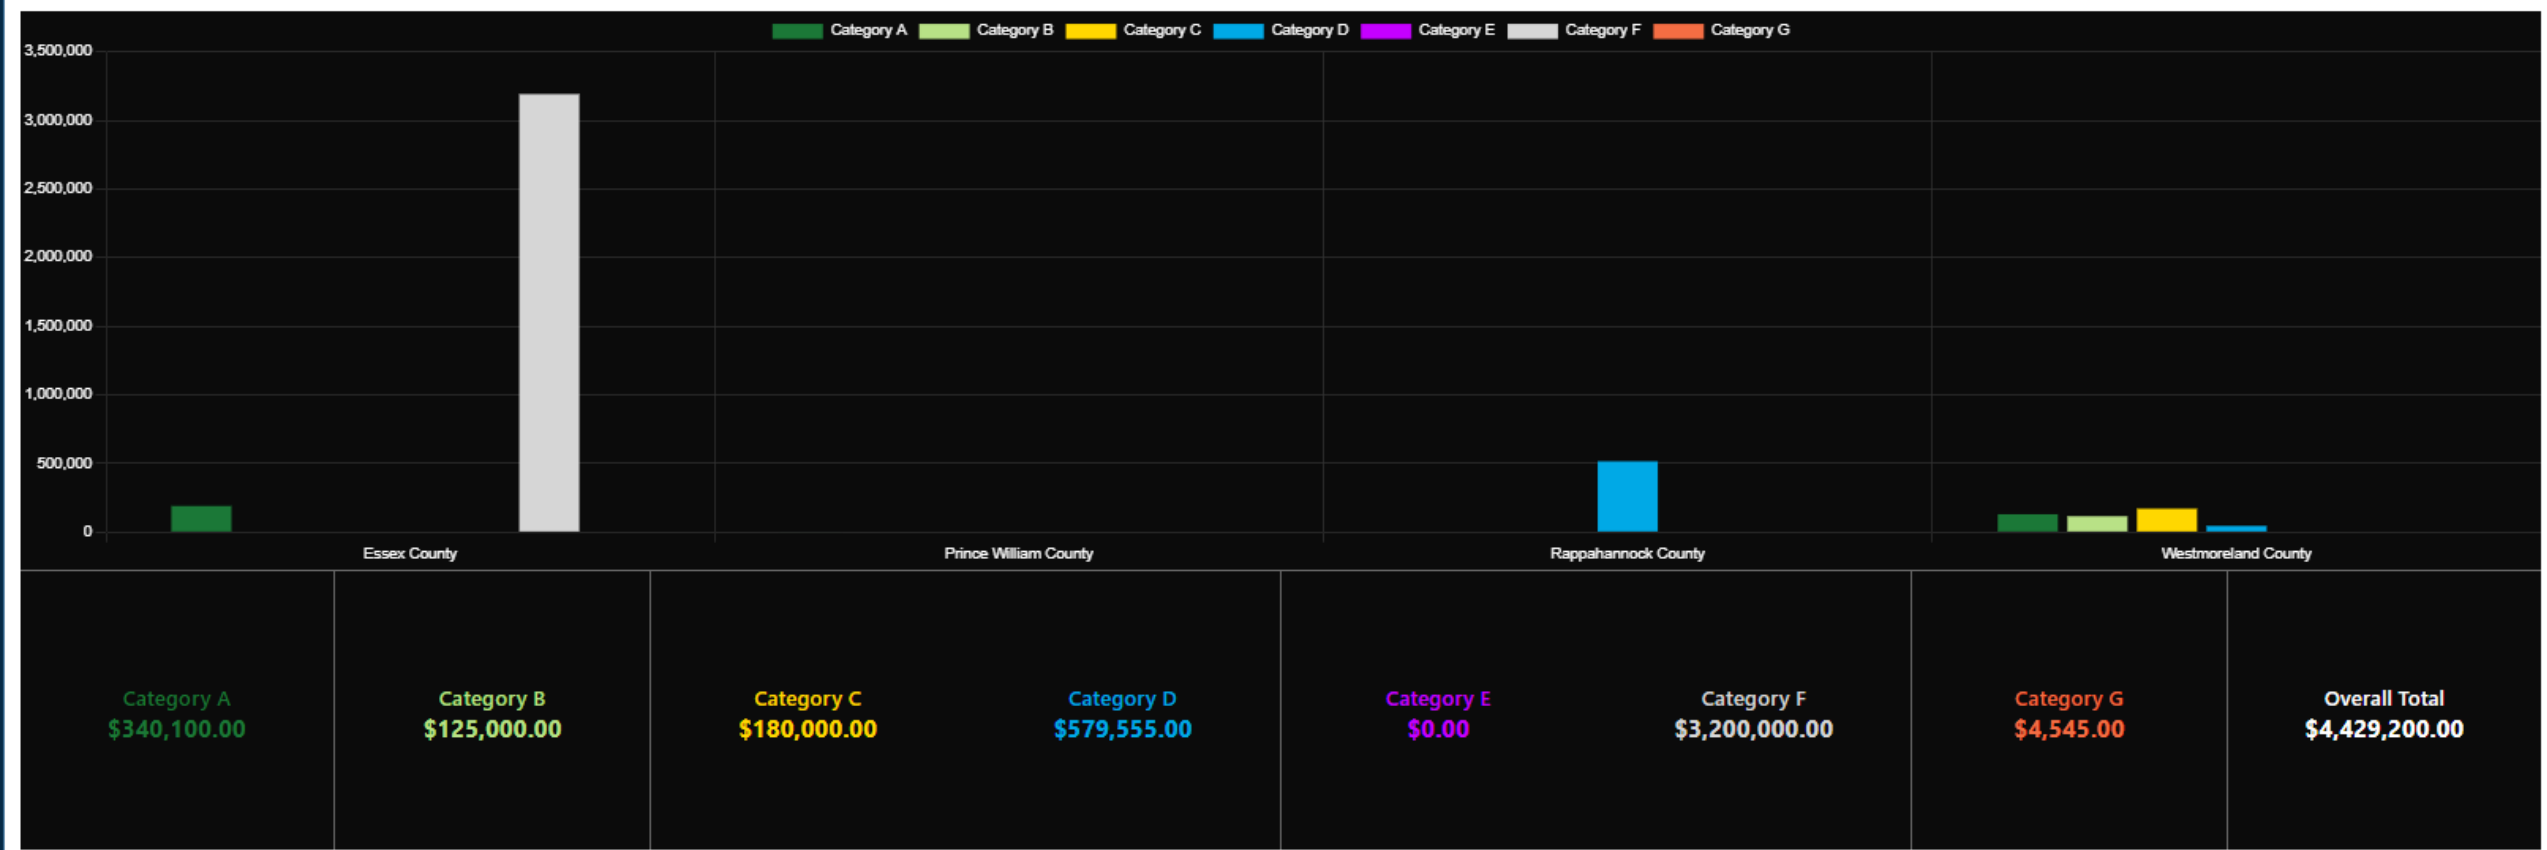 Category A Category B Category C Category D Category E Category F Category G
3,500,000
3,000,000
2,500,000
2,000,000
1,500,000
1,000,000
500,000
0
Essex County Prince William County Rappahannock County Westmoreland County
Category A
$340,100.00
Category B
$125,000.00
Category C
$180,000.00
Category D
$579,555.00
Category E
$0.00
Category F
$3,200,000.00
Category G
$4,545.00
Overall Total
$4,429,200.00